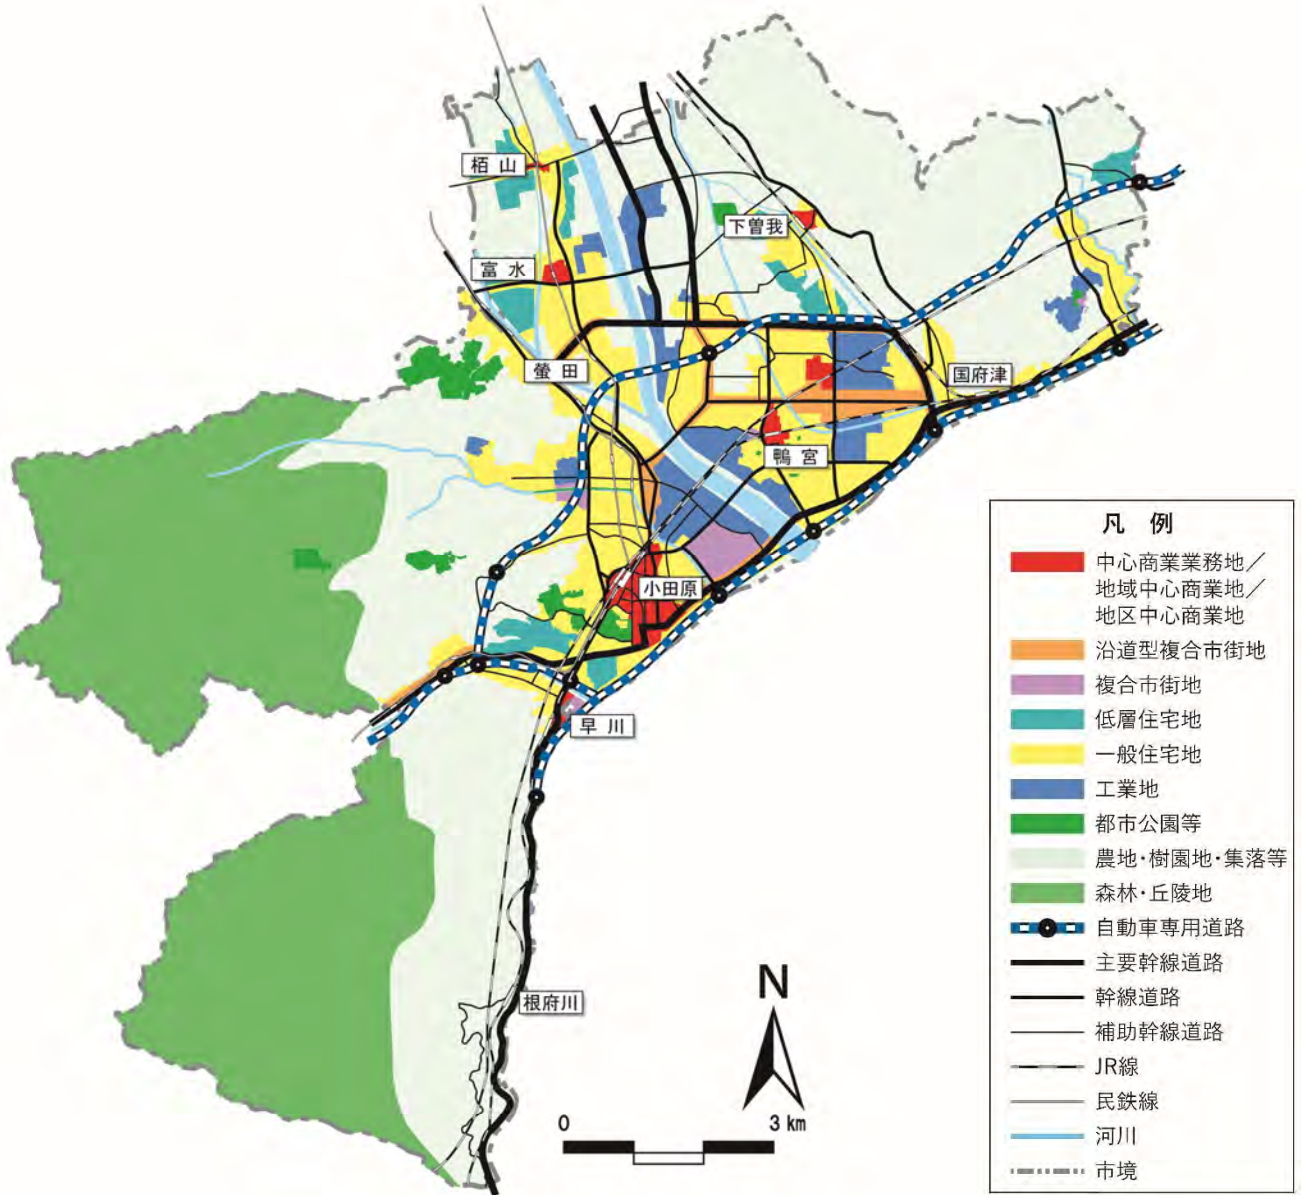 栢山
下曽我
富水
螢田
国府津
鴨宮
小田原
早川
根府川
N
0 3km
凡例
中心商業業務地／
地域中心商業地／
地区中心商業地
沿道型複合市街地
複合市街地
低層住宅地
一般住宅地
工業地
都市公園等
農地・樹園地・集落等
森林・丘陵地
自動車専用道路
主要幹線道路
幹線道路
補助幹線道路
JR線
民鉄線
河川
市境